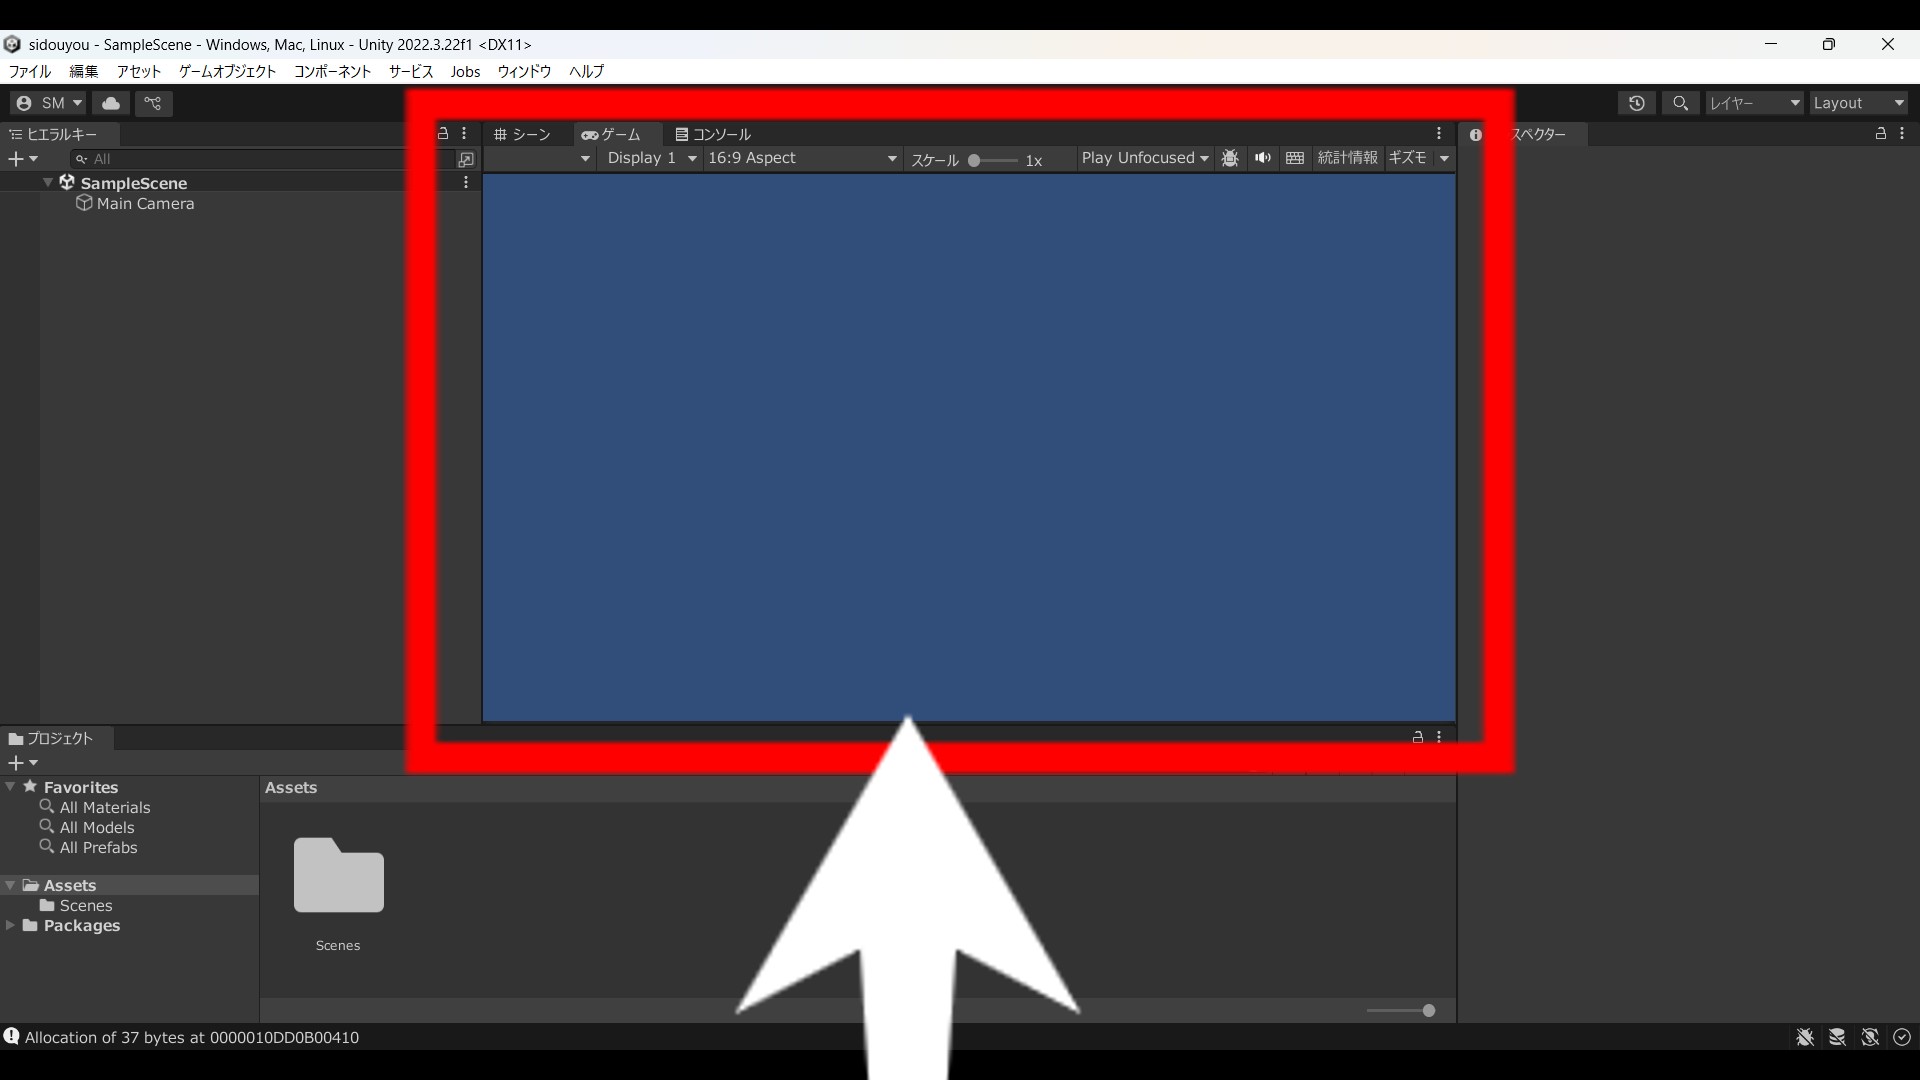 sidouyou - SampleScene - Windows, Mac, Linux - Unity 2022.3.22f1 <DX11>
ファイル 編集 アセット ゲームオブジェクト コンポーネント サービス Jobs ウィンドウ ヘルプ
SM レイヤー Layout
ヒエラルキー シーン ゲーム コンソール スペクター
All Display 1 16:9 Aspect スケール 1x Play Unfocused 統計情報 ギズモ
SampleScene
Main Camera
プロジェクト
Favorites
All Materials
All Models
All Prefabs
Assets
Scenes
Packages
Assets
Scenes
Allocation of 37 bytes at 0000010DD0B00410